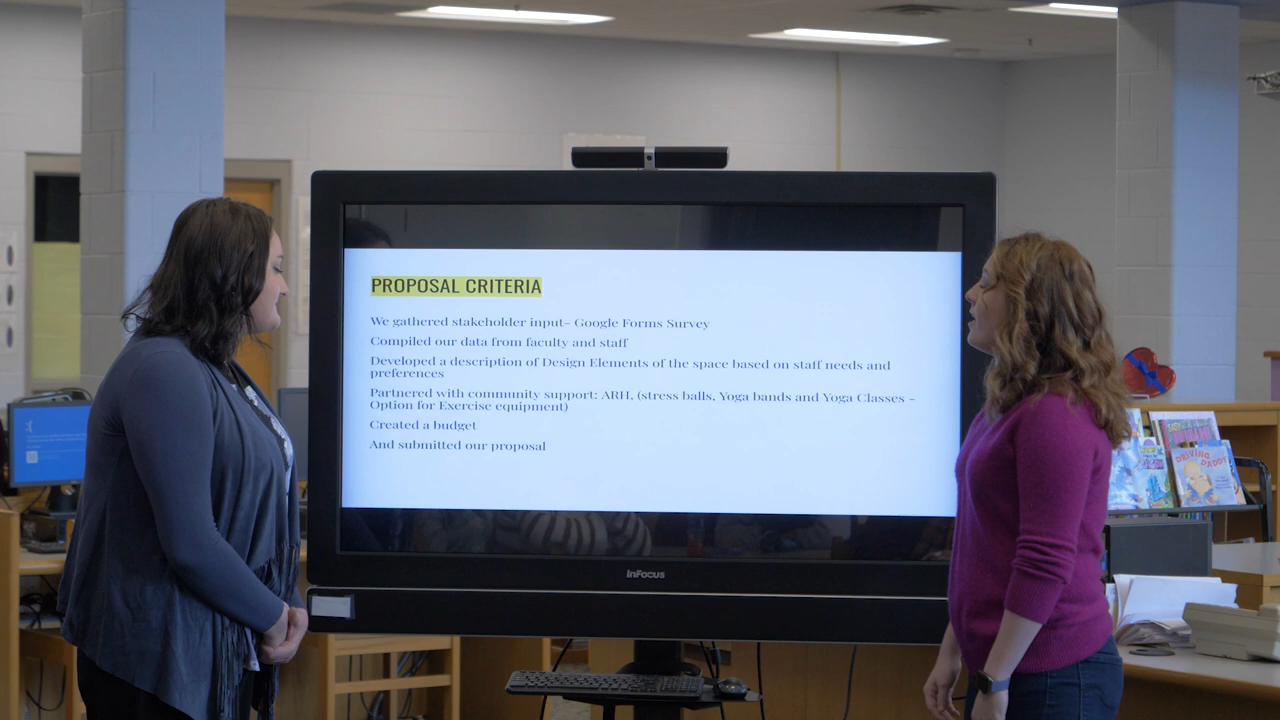 PROPOSAL CRITERIA
We gathered stakeholder input– Google Forms Survey
Compiled our data from faculty and staff
Developed a description of Design Elements of the space based on staff needs and
preferences
Partnered with community support: ARH, (stress balls, Yoga bands and Yoga Classes –
Option for Exercise equipment)
Created a budget
And submitted our proposal
InFocus
DRIVING DADDY